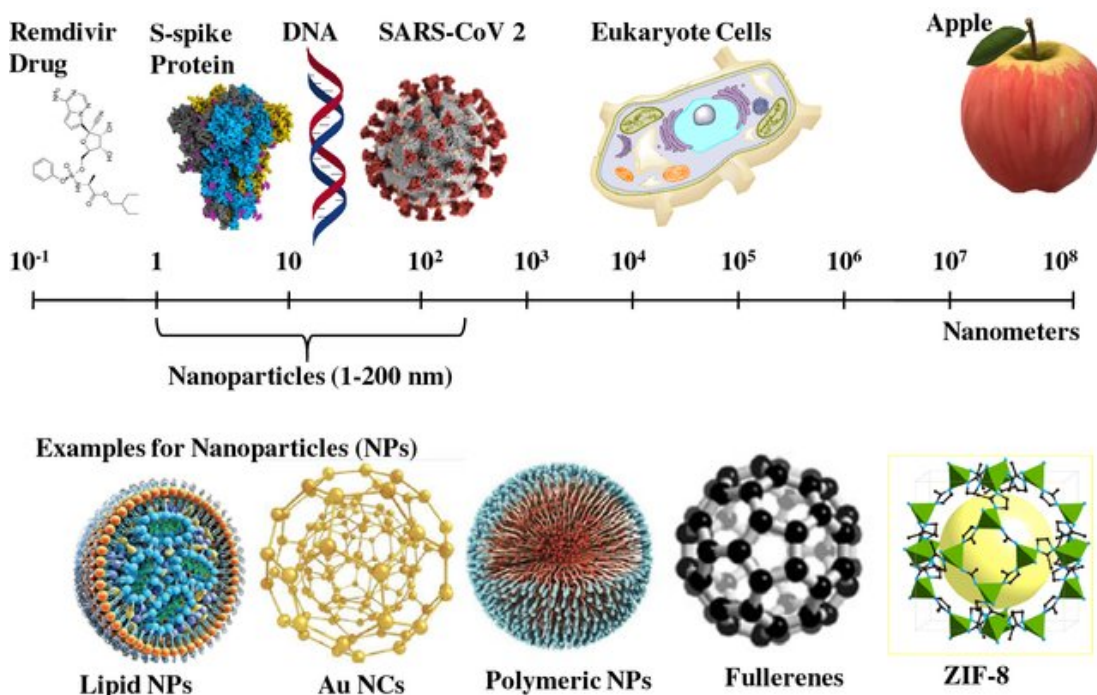 Remdivir
Drug
S-spike
Protein
DNA
SARS-CoV 2
Eukaryote Cells
Apple
10⁻¹ 1 10 10² 10³ 10⁴ 10⁵ 10⁶ 10⁷ 10⁸
Nanometers
Nanoparticles (1-200 nm)
Examples for Nanoparticles (NPs)
Lipid NPs
Au NCs
Polymeric NPs
Fullerenes
ZIF-8